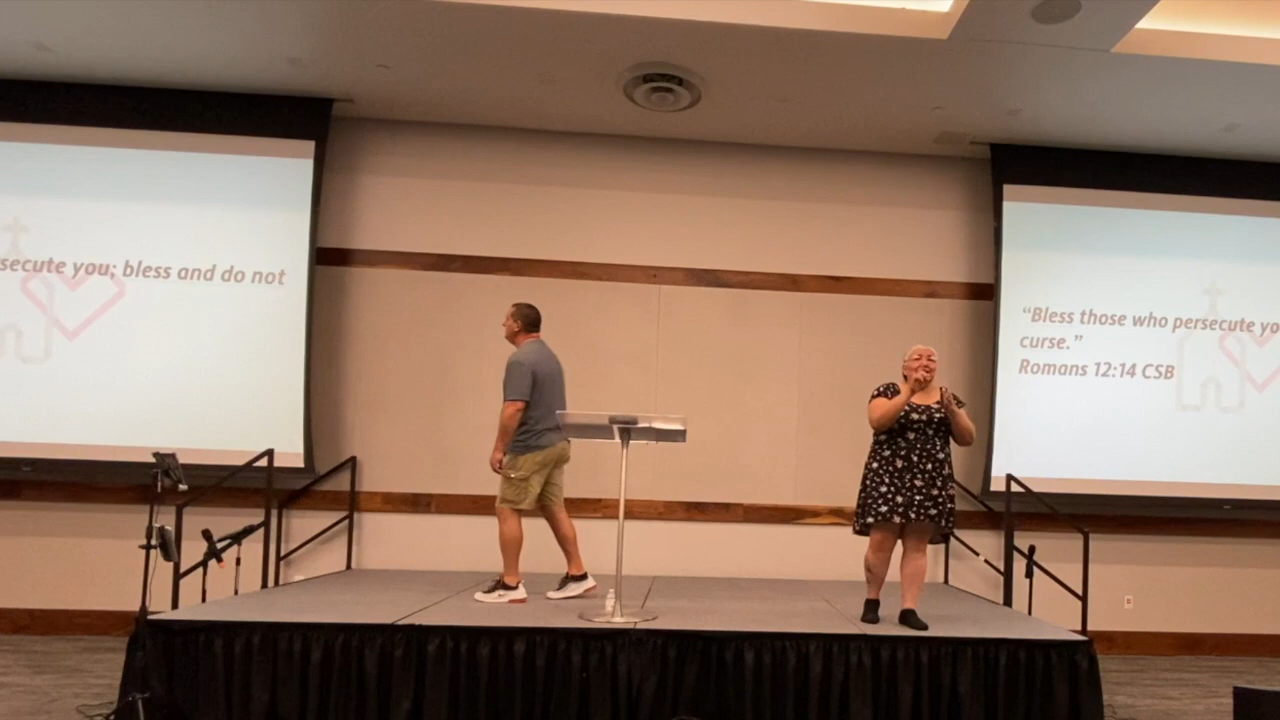 secute you; bless and do not
“Bless those who persecute yo
curse.”
Romans 12:14 CSB